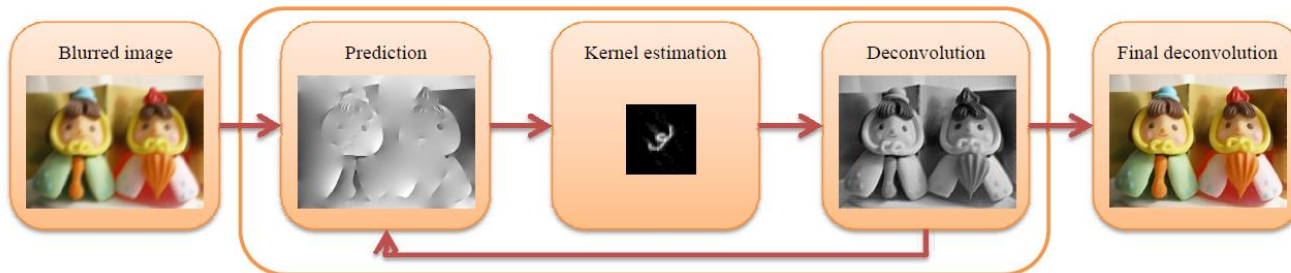 Blurred image
Prediction
Kernel estimation
Deconvolution
Final deconvolution